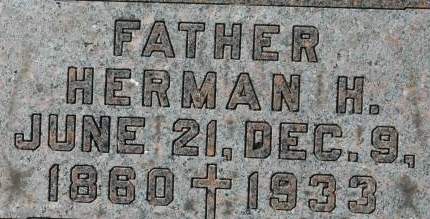 FATHER
HERMAN H.
JUNE 21, DEC. 9,
1860 † 1933